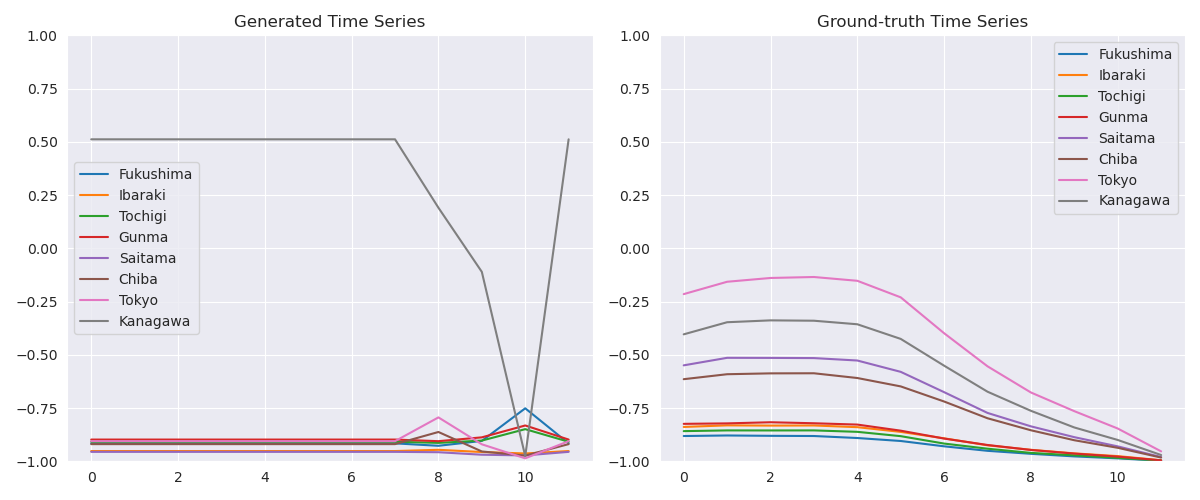 Generated Time Series
1.00
0.75
0.50
0.25
0.00
−0.25
−0.50
−0.75
−1.00
0 2 4 6 8 10
Fukushima
Ibaraki
Tochigi
Gunma
Saitama
Chiba
Tokyo
Kanagawa
Ground-truth Time Series
1.00
0.75
0.50
0.25
0.00
−0.25
−0.50
−0.75
−1.00
0 2 4 6 8 10
Fukushima
Ibaraki
Tochigi
Gunma
Saitama
Chiba
Tokyo
Kanagawa